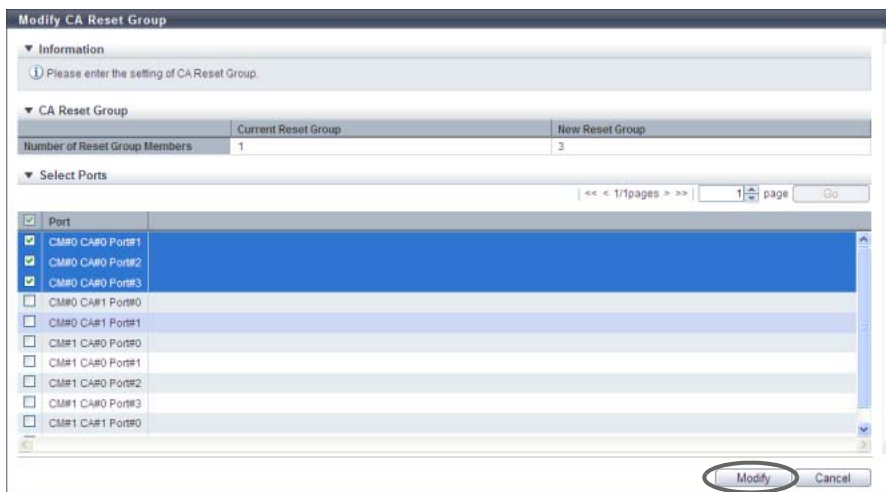 Modify CA Reset Group
Information
Please enter the setting of CA Reset Group.
CA Reset Group
Current Reset Group New Reset Group
Number of Reset Group Members 1 3
Select Ports
| << < 1/1pages > >> | 1 page Go
Port
CM#0 CA#0 Port#1
CM#0 CA#0 Port#2
CM#0 CA#0 Port#3
CM#0 CA#1 Port#0
CM#0 CA#1 Port#1
CM#1 CA#0 Port#0
CM#1 CA#0 Port#1
CM#1 CA#0 Port#2
CM#1 CA#0 Port#3
CM#1 CA#1 Port#0
Modify Cancel